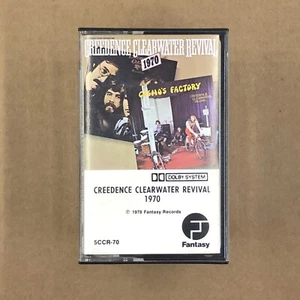 CREEDENCE CLEARWATER REVIVAL
1970
COSMO'S FACTORY
DOLBY SYSTEM
CREEDENCE CLEARWATER REVIVAL
1970
℗ 1978 Fantasy Records
5CCR-70
Fantasy